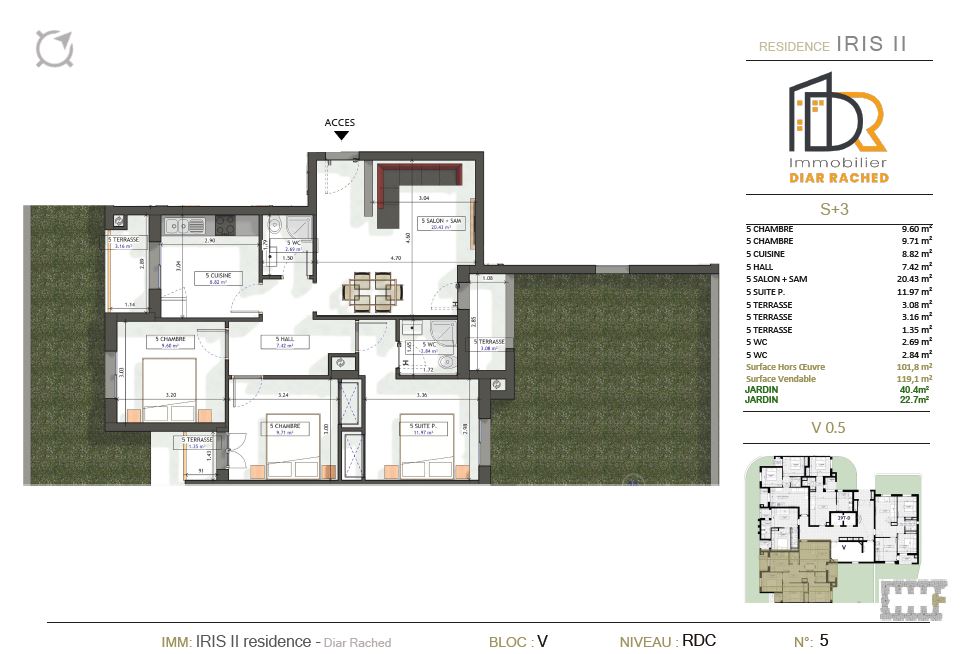 RESIDENCE IRIS II
Immobilier
DIAR RACHED
S+3
5 CHAMBRE 9.60 m²
5 CHAMBRE 9.71 m²
5 CUISINE 8.82 m²
5 HALL 7.42 m²
5 SALON + SAM 20.43 m²
5 SUITE P. 11.97 m²
5 TERRASSE 3.08 m²
5 TERRASSE 3.16 m²
5 TERRASSE 1.35 m²
5 WC 2.69 m²
5 WC 2.84 m²
Surface Hors Œuvre 101,8 m²
Surface Vendable 119,1 m²
JARDIN 40.4m²
JARDIN 22.7m²
V 0.5
V
ACCES
3.04
5 SALON + SAM
20.43 m²
4.60
4.70
5 TERRASSE
3.16 m²
2.89
1.14
2.90
3.04
5 CUISINE
8.82 m²
5 WC
2.69 m²
1.79
1.50
1.08
2.85
5 TERRASSE
3.08 m²
5 CHAMBRE
9.60 m²
3.03
3.20
5 HALL
7.42 m²
5 WC
2.84 m²
1.65
H
1.72
H
3.24
5 CHAMBRE
9.71 m²
3.00
3.36
5 SUITE P.
11.97 m²
2.98
5 TERRASSE
1.35 m²
1.43
91
IMM: IRIS II residence - Diar Rached
BLOC : V
NIVEAU : RDC
N°: 5